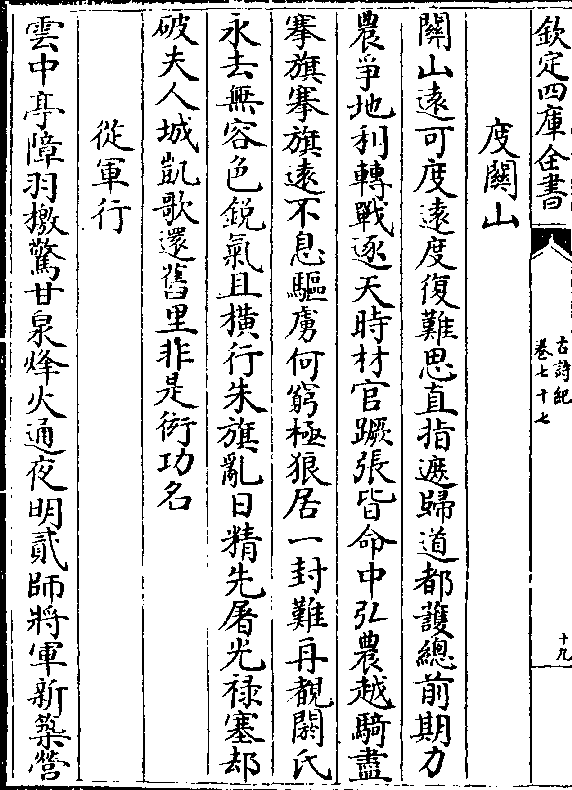 欽定四庫全書
古詩紀
卷七十七
十九
度關山
關山遠可度遠度復難思直指遮歸道都護總前期力
農爭地利轉戰逐天時材官蹶張皆命中弘農越騎盡
搴旗搴旗遠不息驅虜何窮極狼居一封難再覩閼氏
永去無容色鋭氣且横行朱旗亂日精先屠光禄塞却
破夫人城凱歌還舊里非是衒功名
從軍行
雲中亭障羽檄驚甘泉烽火通夜明貳師將軍新築營